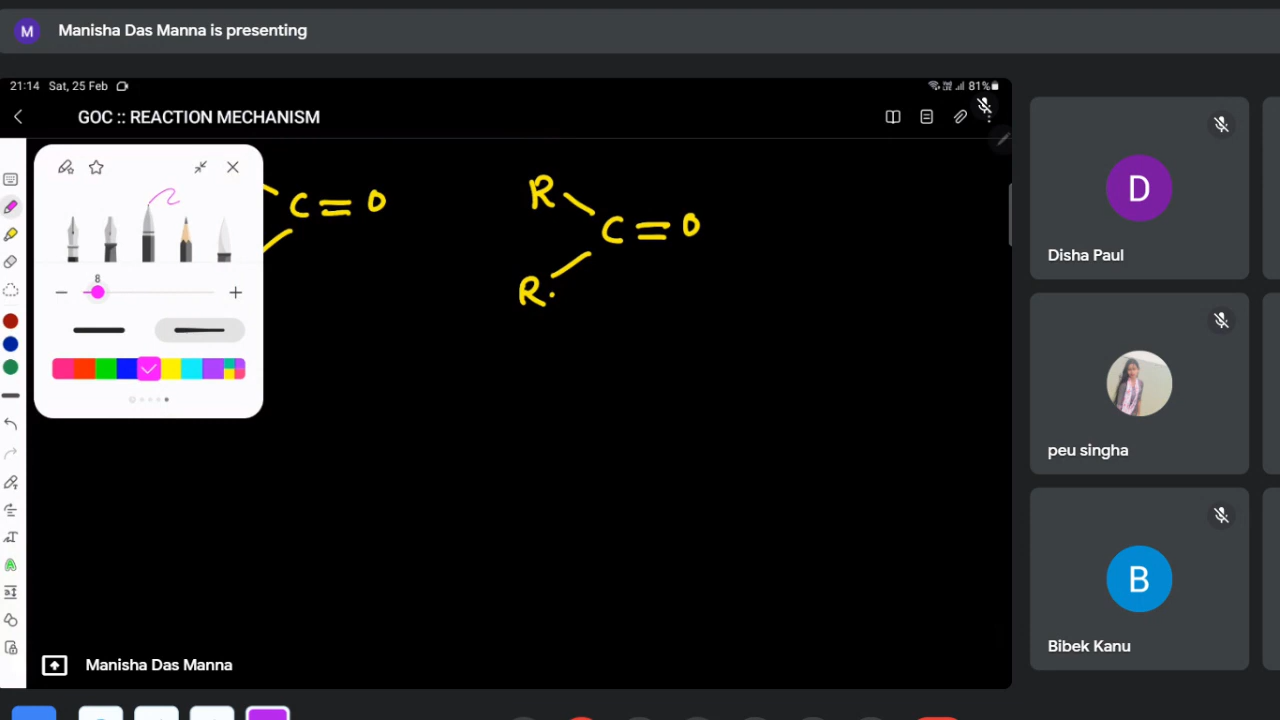 M Manisha Das Manna is presenting
21:14 Sat, 25 Feb 81%
GOC :: REACTION MECHANISM
8
C = O
R
C = O
R
D
Disha Paul
peu singha
B
Bibek Kanu
Manisha Das Manna